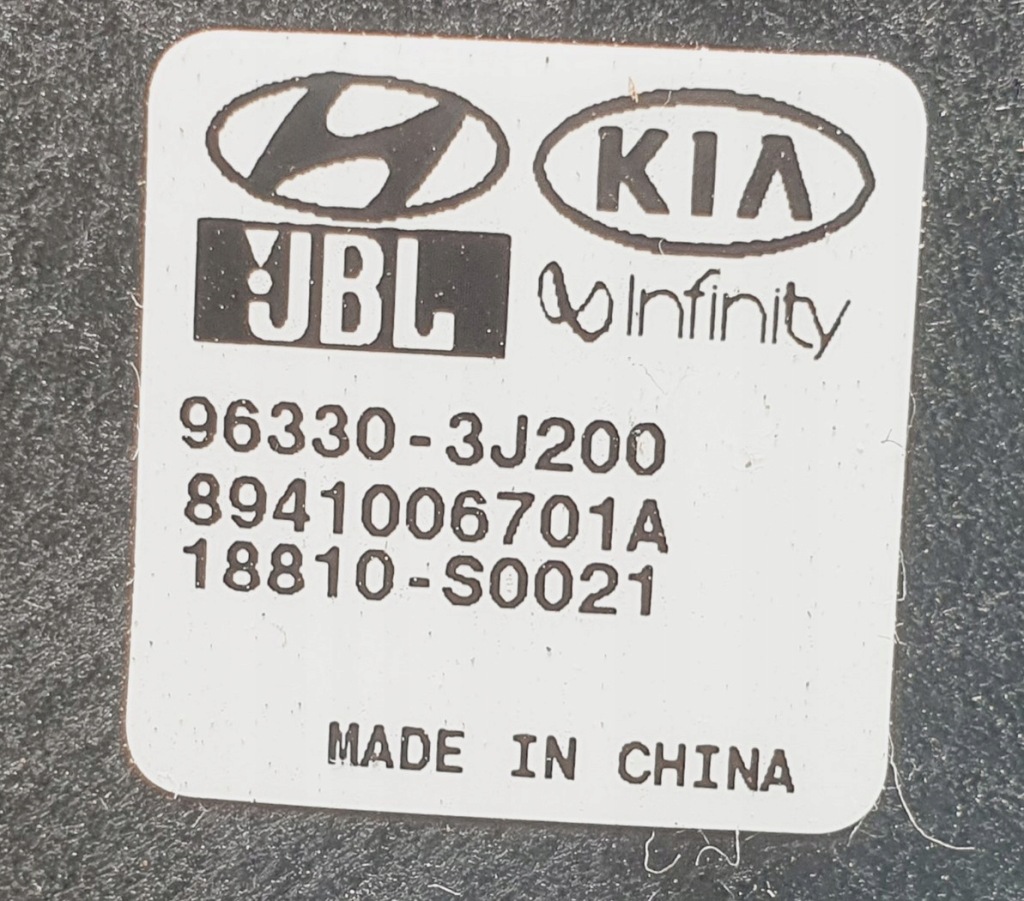 KIA
JBL Infinity
96330-3J200
8941006701A
18810-S0021
MADE IN CHINA